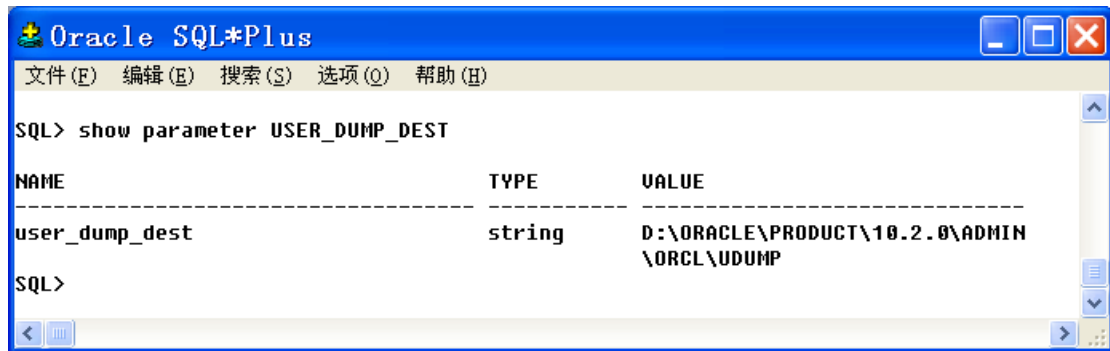 Oracle SQL*Plus
文件(F) 编辑(E) 搜索(S) 选项(O) 帮助(H)
SQL> show parameter USER_DUMP_DEST
NAME TYPE VALUE
------------------------------------ ----------- ------------------------------
user_dump_dest string D:\ORACLE\PRODUCT\10.2.0\ADMIN
\ORCL\UDUMP
SQL>